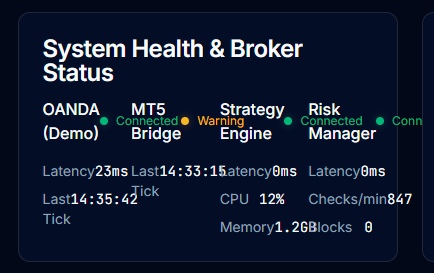 System Health & Broker
Status
OANDA
(Demo)
Connected
MT5
Bridge
Warning
Strategy
Engine
Connected
Risk
Manager
Conn
Latency 23ms
Last 14:35:42
Tick
Last 14:33:15
Tick
Latency 0ms
CPU 12%
Memory 1.2GB
Latency 0ms
Checks/min 847
Blocks 0